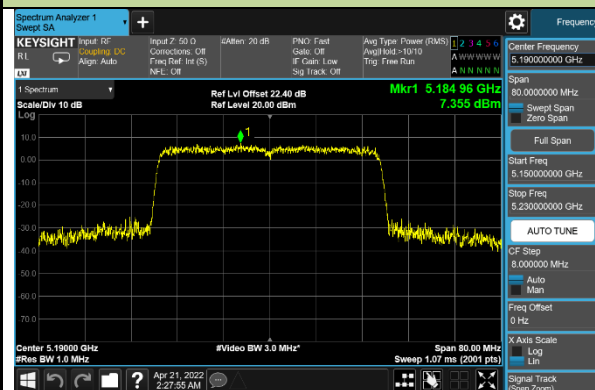 Spectrum Analyzer 1
Swept SA
+
Frequency
KEYSIGHT
RL
LXI
Input: RF
Coupling: DC
Align: Auto
Input Z: 50 Ω
Corrections: Off
Freq Ref: Int (S)
NFE: Off
#Atten: 20 dB
PNO: Fast
Gate: Off
IF Gain: Low
Sig Track: Off
Avg Type: Power (RMS)
Avg|Hold:>10/10
Trig: Free Run
1 2 3 4 5 6
A W W W W W
A N N N N N
1 Spectrum
Scale/Div 10 dB
Log
Ref Lvl Offset 22.40 dB
Ref Level 20.00 dBm
Mkr1 5.184 96 GHz
7.355 dBm
1
10.0
0.00
-10.0
-20.0
-30.0
-40.0
-50.0
-60.0
-70.0
Center 5.19000 GHz
#Res BW 1.0 MHz
#Video BW 3.0 MHz*
Span 80.00 MHz
Sweep 1.07 ms (2001 pts)
?
Apr 21, 2022
2:27:55 AM
Center Frequency
5.190000000 GHz
Span
80.0000000 MHz
Swept Span
Zero Span
Full Span
Start Freq
5.150000000 GHz
Stop Freq
5.230000000 GHz
AUTO TUNE
CF Step
8.000000 MHz
Auto
Man
Freq Offset
0 Hz
X Axis Scale
Log
Lin
Signal Track
(Span Zoom)